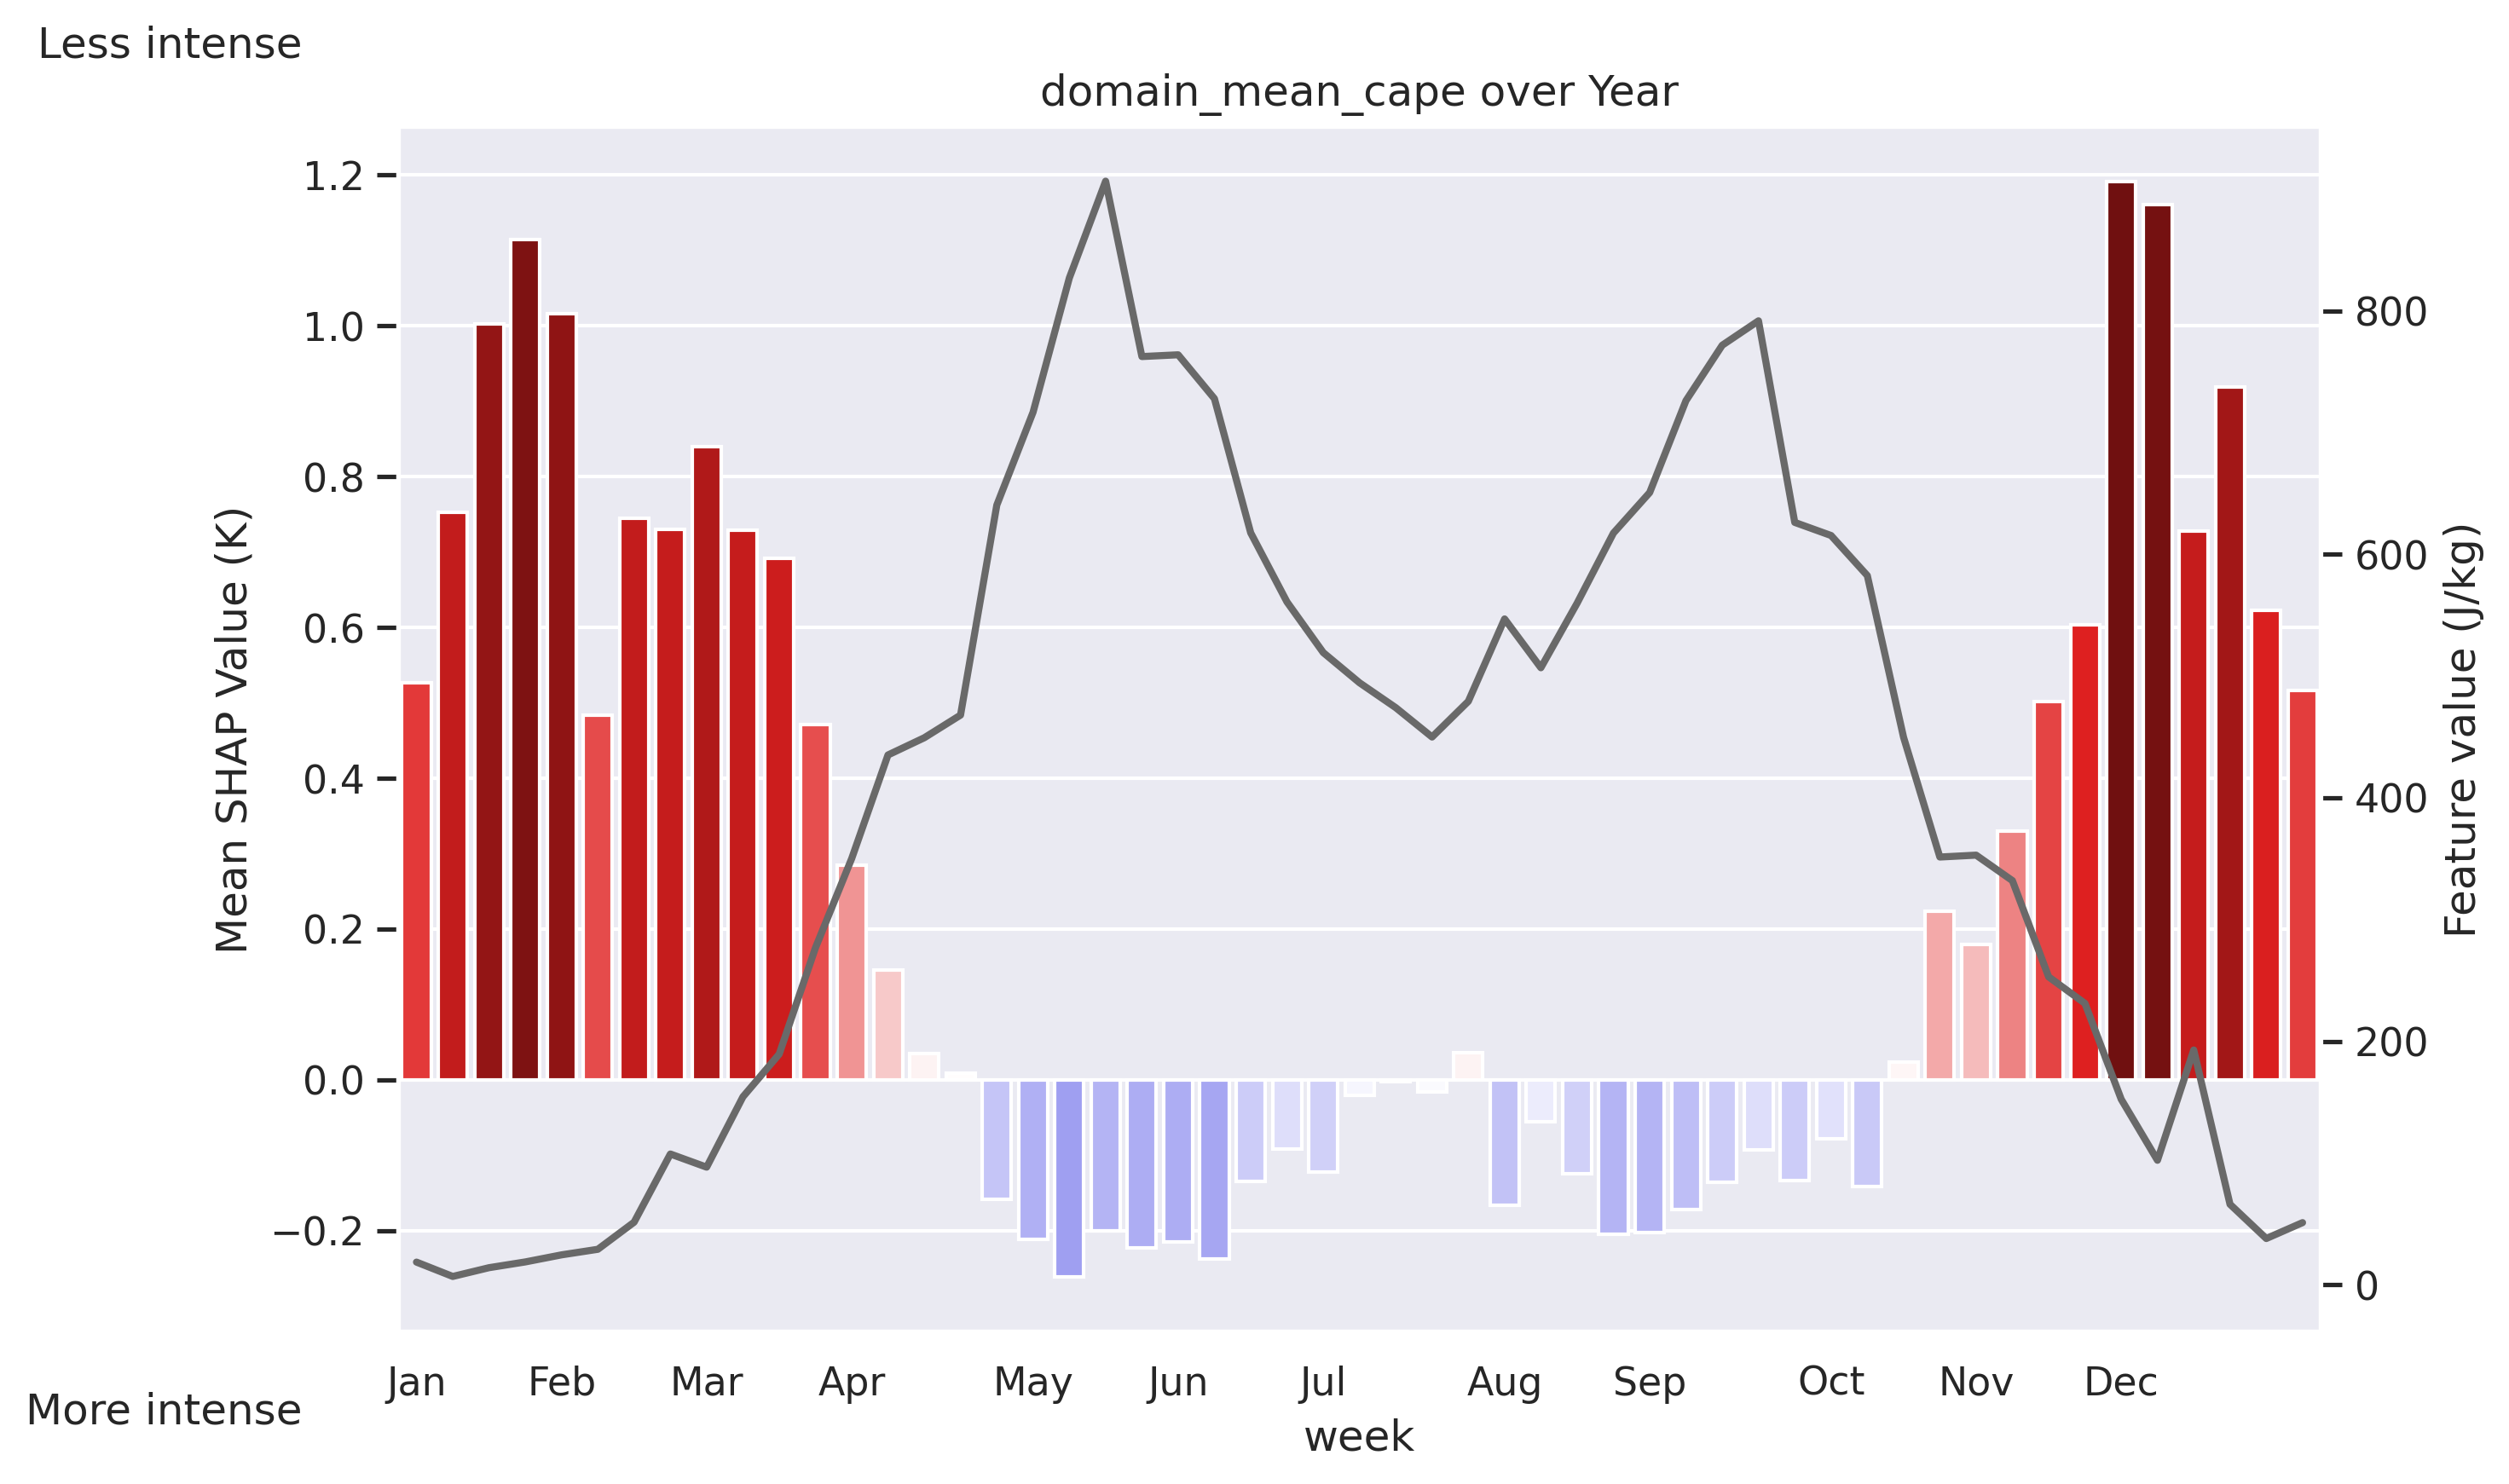 Less intense
domain_mean_cape over Year
1.2
1.0
0.8
0.6
0.4
0.2
0.0
−0.2
Mean SHAP Value (K)
800
600
400
200
0
Feature value (J/kg)
Jan Feb Mar Apr May Jun Jul Aug Sep Oct Nov Dec
More intense
week